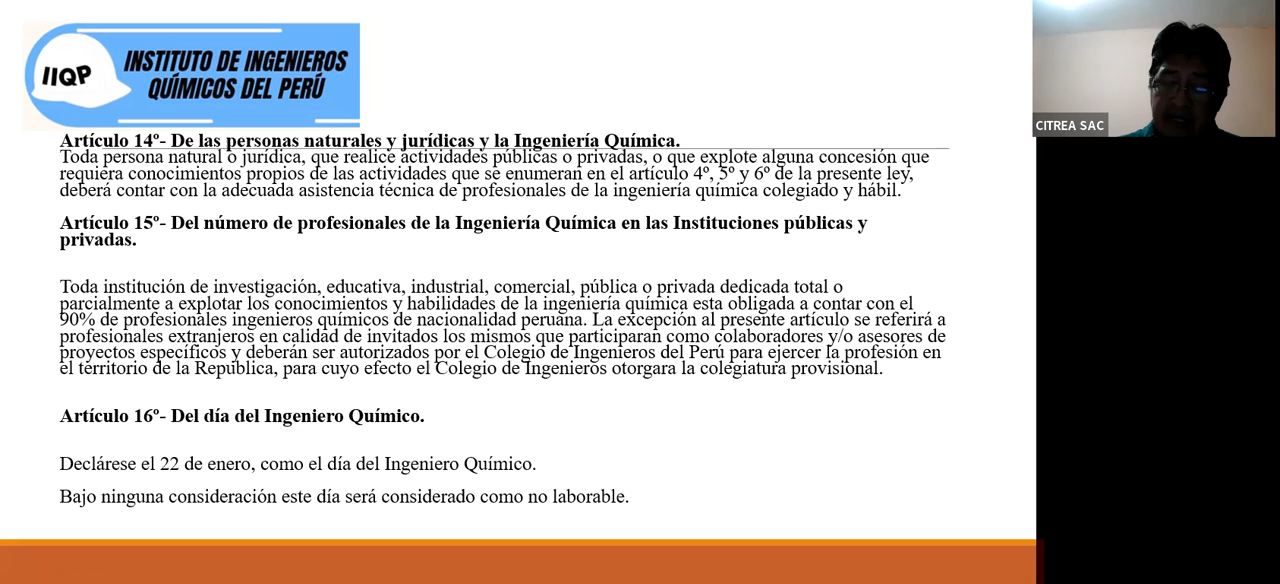 IIQP
INSTITUTO DE INGENIEROS
QUÍMICOS DEL PERÚ
CITREA SAC
Artículo 14º- De las personas naturales y jurídicas y la Ingeniería Química.
Toda persona natural o jurídica, que realice actividades públicas o privadas, o que explote alguna concesión que
requiera conocimientos propios de las actividades que se enumeran en el artículo 4º, 5º y 6º de la presente ley,
deberá contar con la adecuada asistencia técnica de profesionales de la ingeniería química colegiado y hábil.
Artículo 15º- Del número de profesionales de la Ingeniería Química en las Instituciones públicas y
privadas.
Toda institución de investigación, educativa, industrial, comercial, pública o privada dedicada total o
parcialmente a explotar los conocimientos y habilidades de la ingeniería química esta obligada a contar con el
90% de profesionales ingenieros químicos de nacionalidad peruana. La excepción al presente artículo se referirá a
profesionales extranjeros en calidad de invitados los mismos que participaran como colaboradores y/o asesores de
proyectos específicos y deberán ser autorizados por el Colegio de Ingenieros del Perú para ejercer la profesión en
el territorio de la Republica, para cuyo efecto el Colegio de Ingenieros otorgara la colegiatura provisional.
Artículo 16º- Del día del Ingeniero Químico.
Declárese el 22 de enero, como el día del Ingeniero Químico.
Bajo ninguna consideración este día será considerado como no laborable.